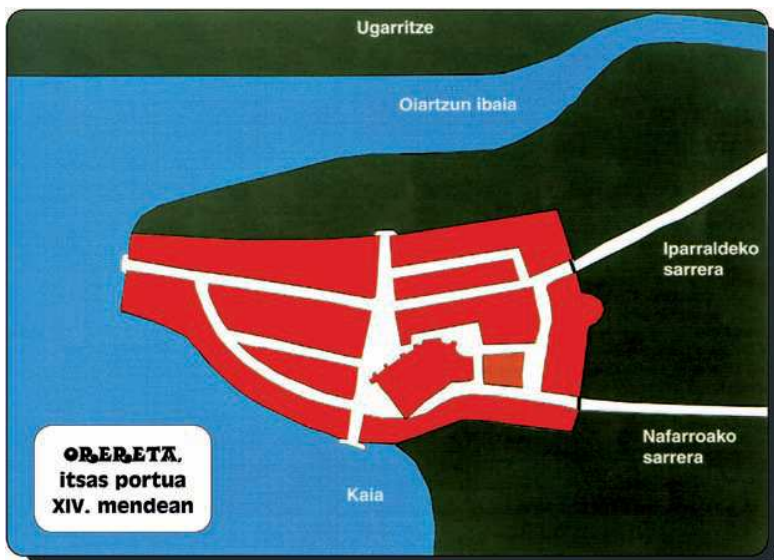 Ugarritze
Oiartzun ibaia
Iparraldeko
sarrera
Nafarroako
sarrera
Kaia
ORERETA,
itsas portua
XIV. mendean